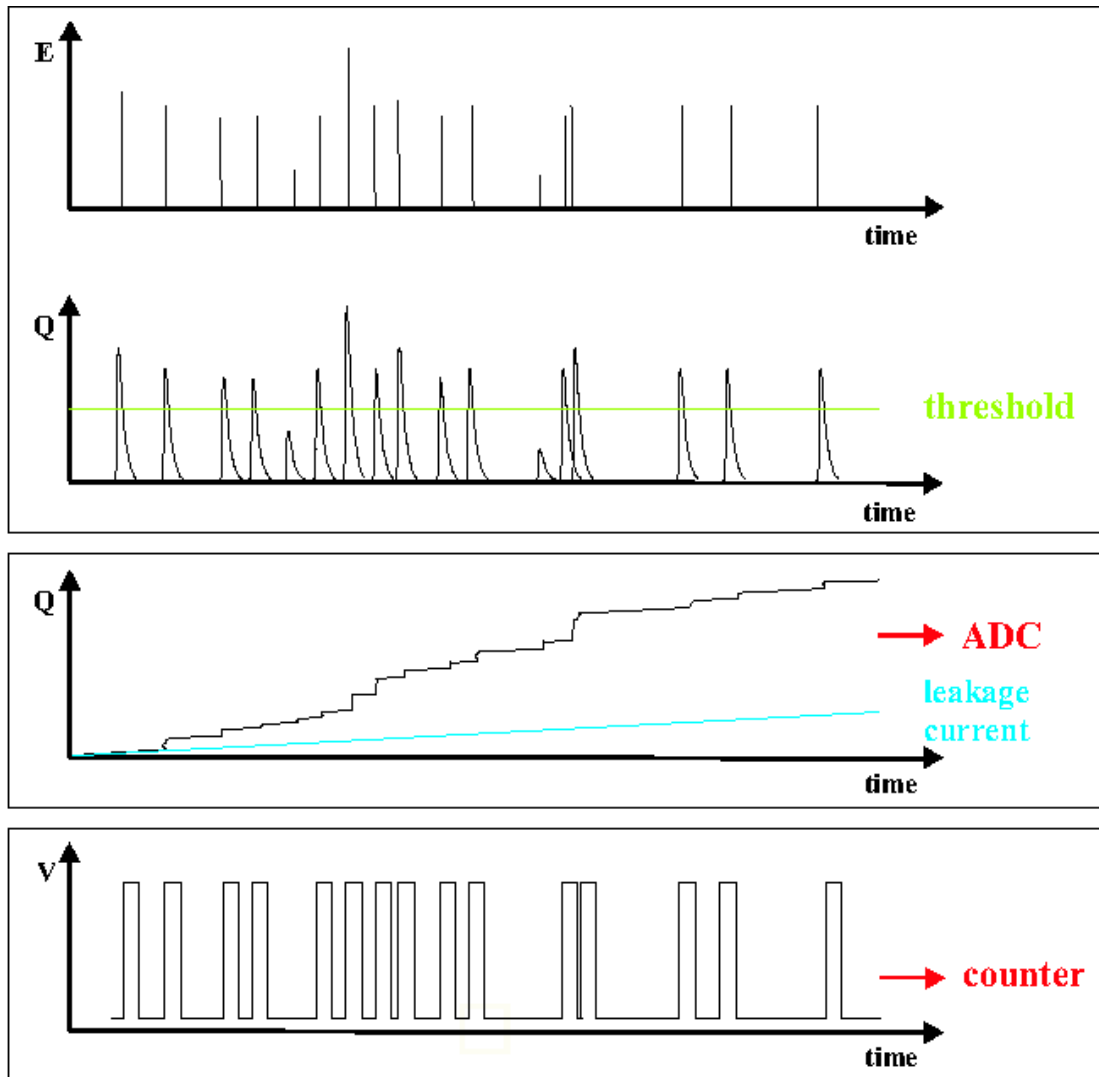 E
time
Q
threshold
time
Q
ADC
leakage
current
time
V
counter
time